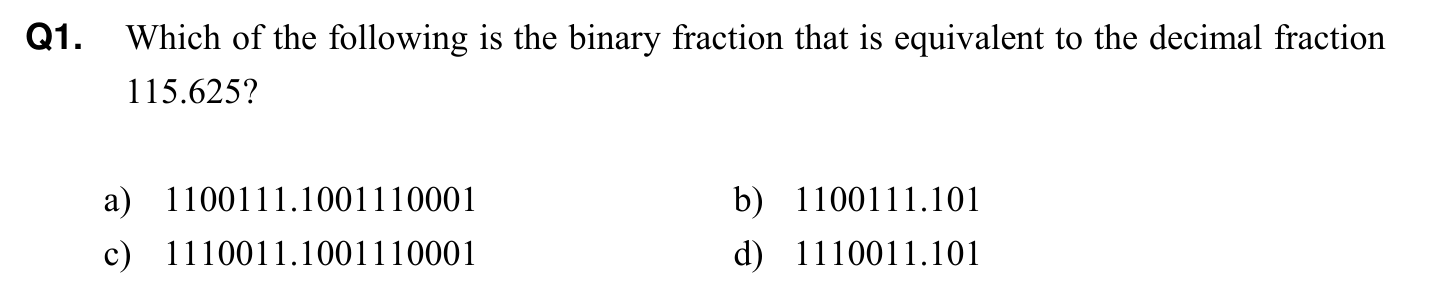 Q1. Which of the following is the binary fraction that is equivalent to the decimal fraction
115.625?
a) 1100111.1001110001 b) 1100111.101
c) 1110011.1001110001 d) 1110011.101